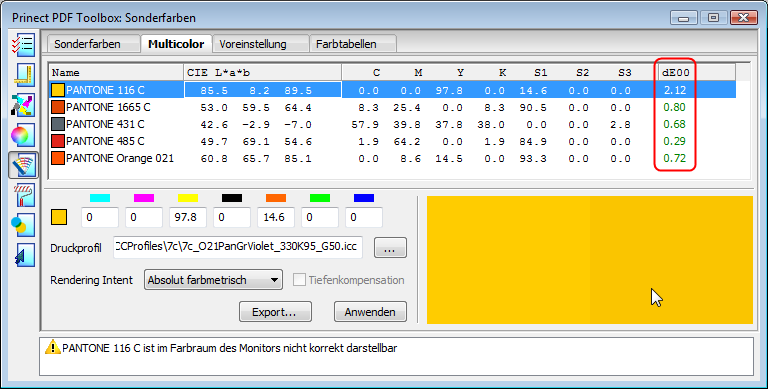 Prinect PDF Toolbox: Sonderfarben
Sonderfarben Multicolor Voreinstellung Farbtabellen
Name CIE L*a*b C M Y K S1 S2 S3 dE00
PANTONE 116 C 85.5 8.2 89.5 0.0 0.0 97.8 0.0 14.6 0.0 0.0 2.12
PANTONE 1665 C 53.0 59.5 64.4 8.3 25.4 0.0 8.3 90.5 0.0 0.0 0.80
PANTONE 431 C 42.6 -2.9 -7.0 57.9 39.8 37.8 38.0 0.0 0.0 2.8 0.68
PANTONE 485 C 49.7 69.1 54.6 1.9 64.2 0.0 1.9 84.9 0.0 0.0 0.29
PANTONE Orange 021 60.8 65.7 85.1 0.0 8.6 14.5 0.0 93.3 0.0 0.0 0.72
0 0 97.8 0 14.6 0 0
Druckprofil CCProfiles\7c\7c_O21PanGrViolet_330K95_G50.icc ...
Rendering Intent Absolut farbmetrisch Tiefenkompensation
Export... Anwenden
PANTONE 116 C ist im Farbraum des Monitors nicht korrekt darstellbar